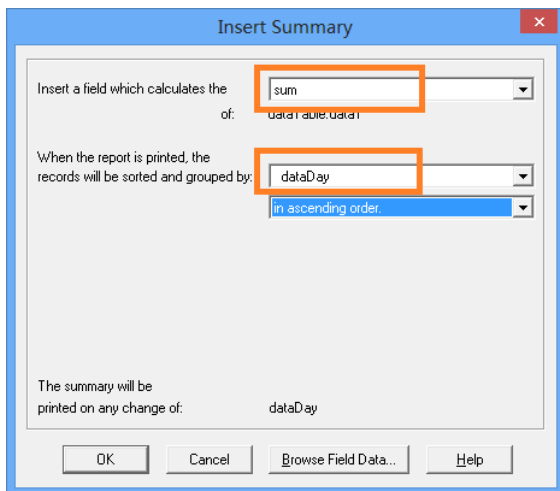 Insert Summary
Insert a field which calculates the
sum
of: dataTable.data1
When the report is printed, the
records will be sorted and grouped by:
dataDay
in ascending order.
The summary will be
printed on any change of: dataDay
OK Cancel Browse Field Data... Help